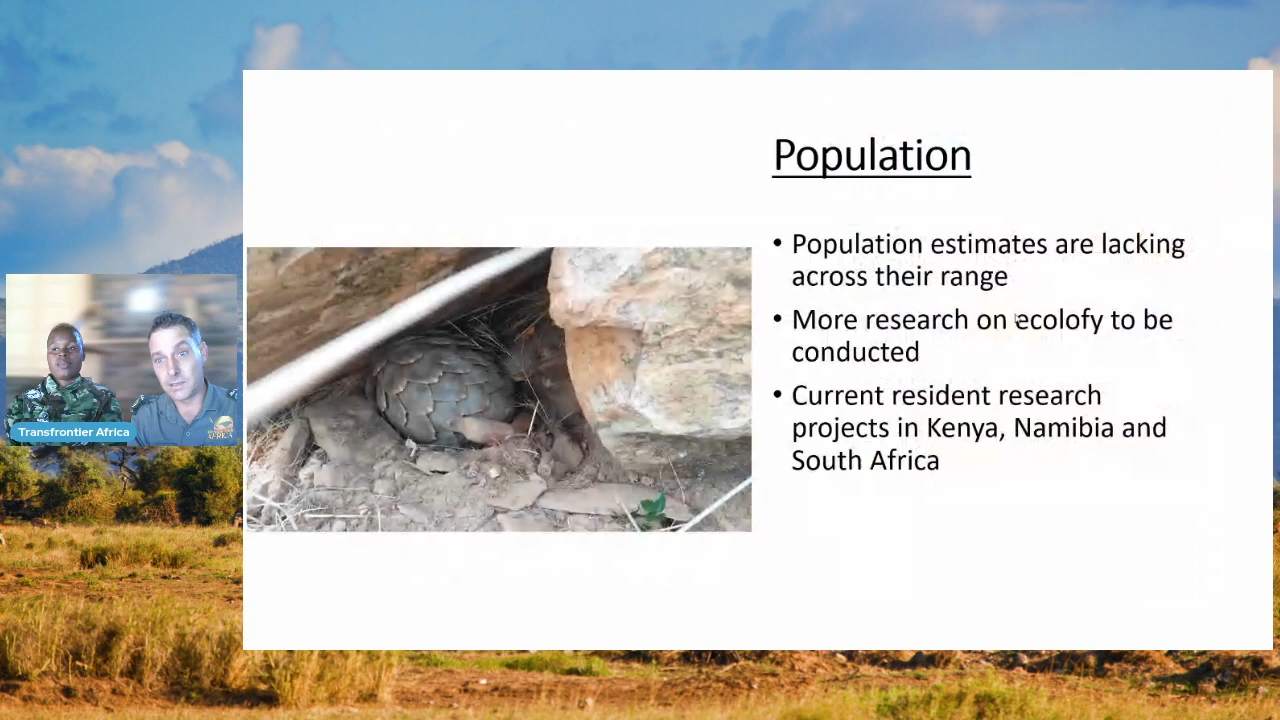 Population
• Population estimates are lacking
across their range
• More research on ecolofy to be
conducted
• Current resident research
projects in Kenya, Namibia and
South Africa
Transfrontier Africa
AFRICA